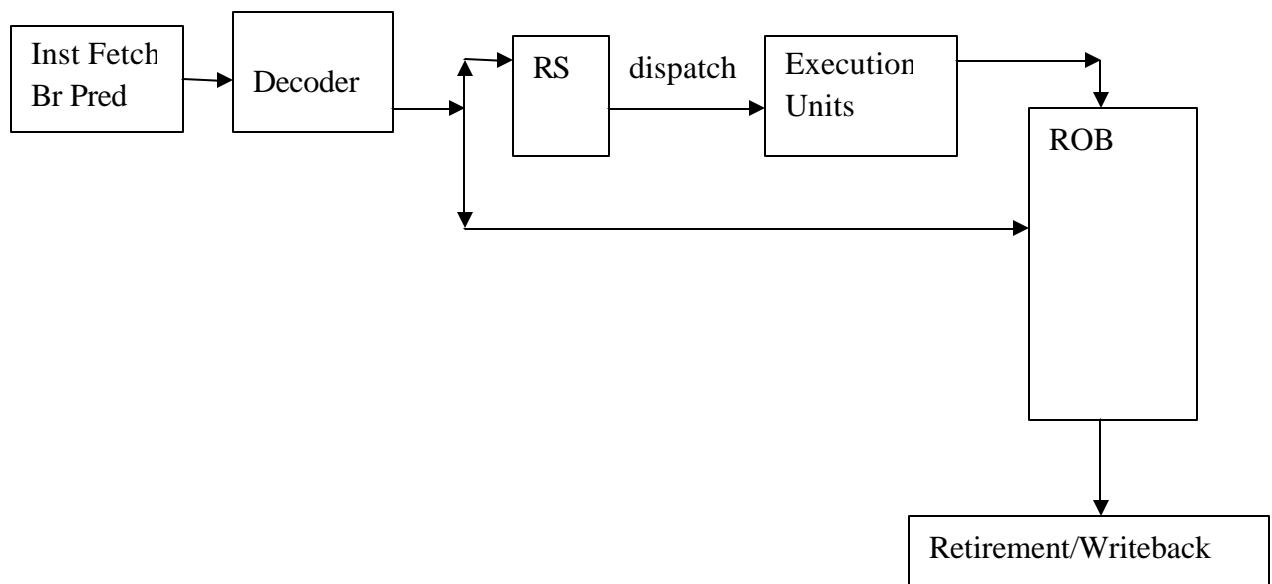 Inst Fetch
Br Pred
Decoder
RS
dispatch
Execution
Units
ROB
Retirement/Writeback